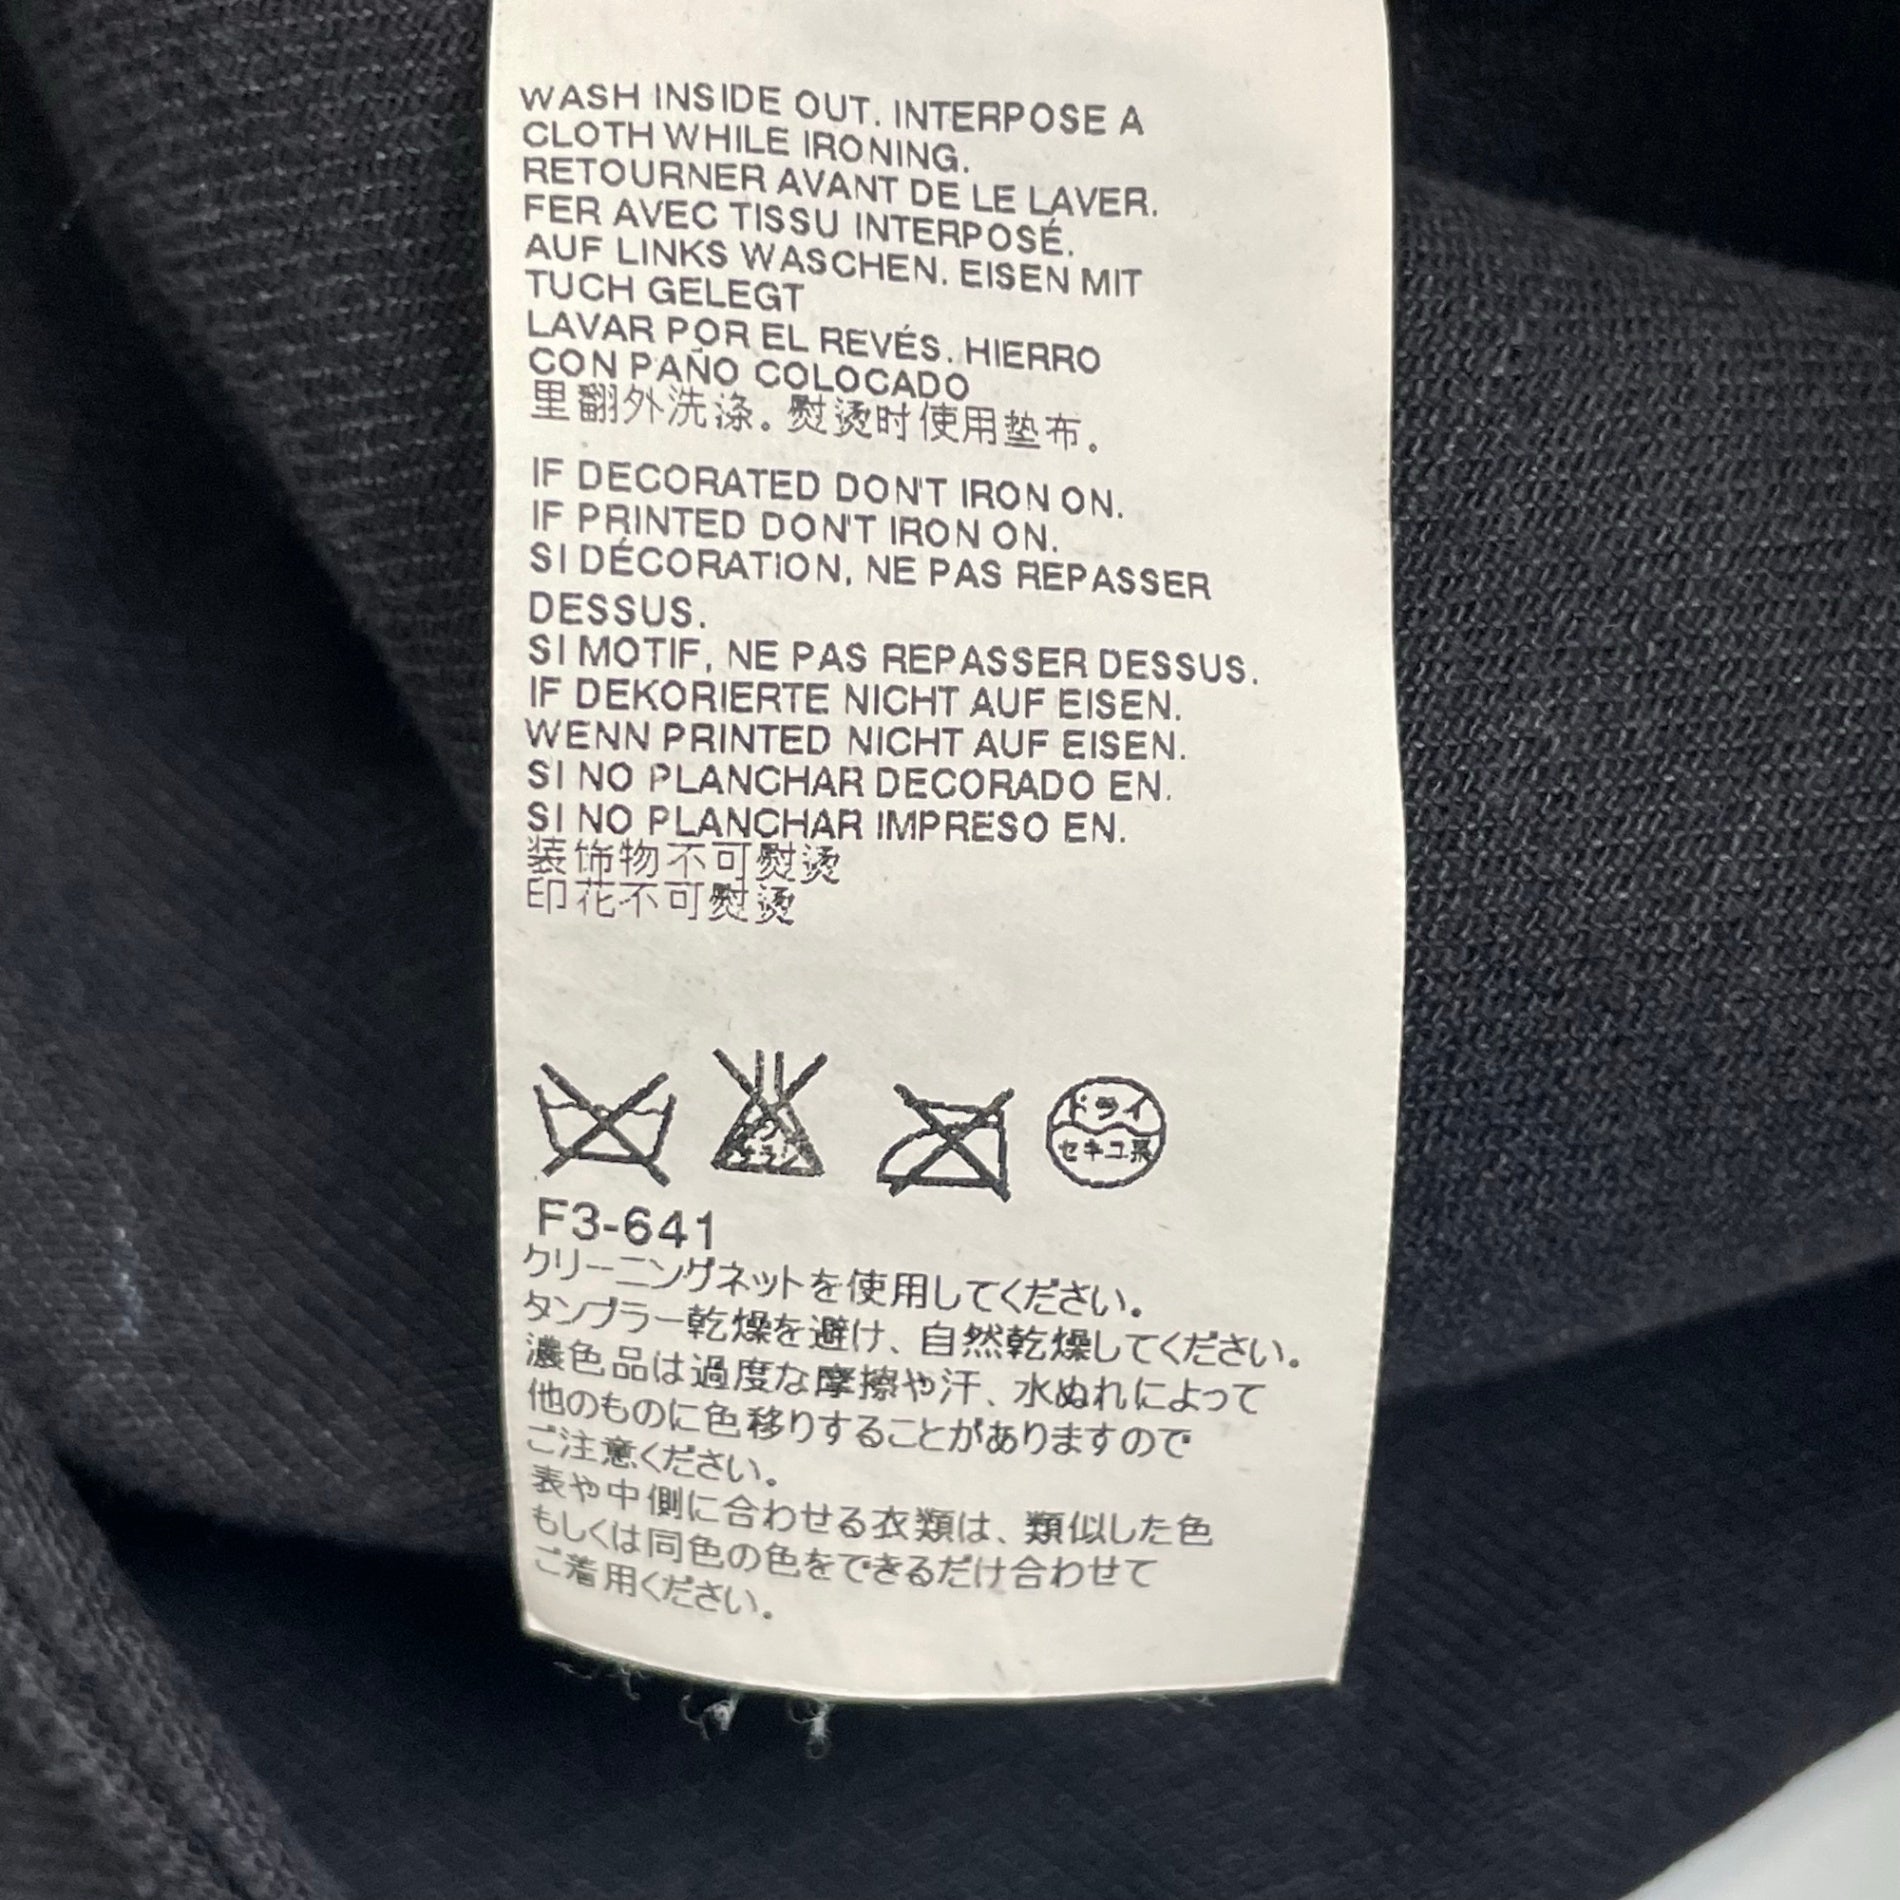 WASH INSIDE OUT. INTERPOSE A
CLOTH WHILE IRONING.
RETOURNER AVANT DE LE LAVER.
FER AVEC TISSU INTERPOSÉ.
AUF LINKS WASCHEN. EISEN MIT
TUCH GELEGT
LAVAR POR EL REVÉS. HIERRO
CON PAÑO COLOCADO
里翻外洗涤。熨烫时使用垫布。
IF DECORATED DON'T IRON ON.
IF PRINTED DON'T IRON ON.
SI DÉCORATION, NE PAS REPASSER
DESSUS.
SI MOTIF, NE PAS REPASSER DESSUS.
IF DEKORIERTE NICHT AUF EISEN.
WENN PRINTED NICHT AUF EISEN.
SI NO PLANCHAR DECORADO EN.
SI NO PLANCHAR IMPRESO EN.
装饰物不可熨烫
印花不可熨烫
ドライ
セキユ系
F3-641
クリーニングネットを使用してください。
タンブラー乾燥を避け、自然乾燥してください。
濃色品は過度な摩擦や汗、水ぬれによって
他のものに色移りすることがありますので
ご注意ください。
表や中側に合わせる衣類は、類似した色
もしくは同色の色をできるだけ合わせて
ご着用ください。